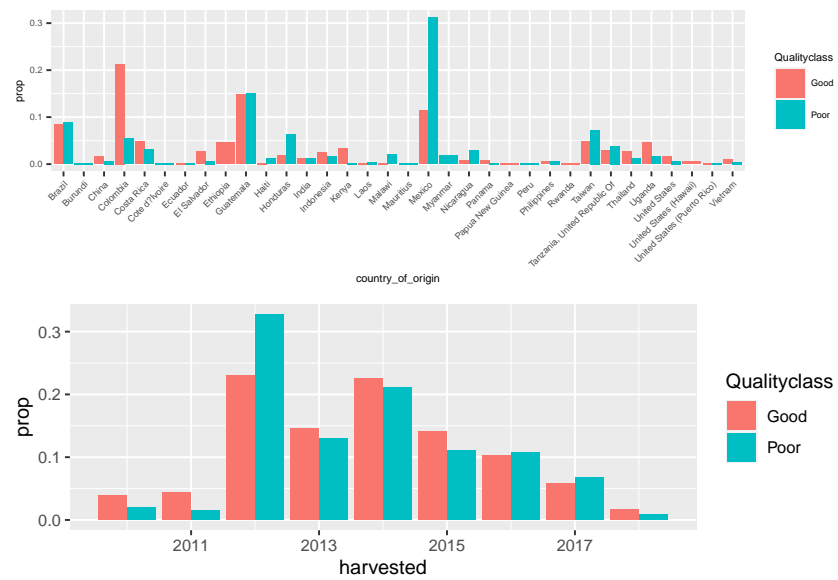 0.3
0.2
0.1
0.0
prop
Brazil
Burundi
China
Colombia
Costa Rica
Cote d?Ivoire
Ecuador
El Salvador
Ethiopia
Guatemala
Haiti
Honduras
India
Indonesia
Kenya
Laos
Malawi
Mauritius
Mexico
Myanmar
Nicaragua
Panama
Papua New Guinea
Peru
Philippines
Rwanda
Taiwan
Tanzania, United Republic Of
Thailand
Uganda
United States
United States (Hawaii)
United States (Puerto Rico)
Vietnam
country_of_origin
Qualityclass
Good
Poor
0.3
0.2
0.1
0.0
prop
2011 2013 2015 2017
harvested
Qualityclass
Good
Poor